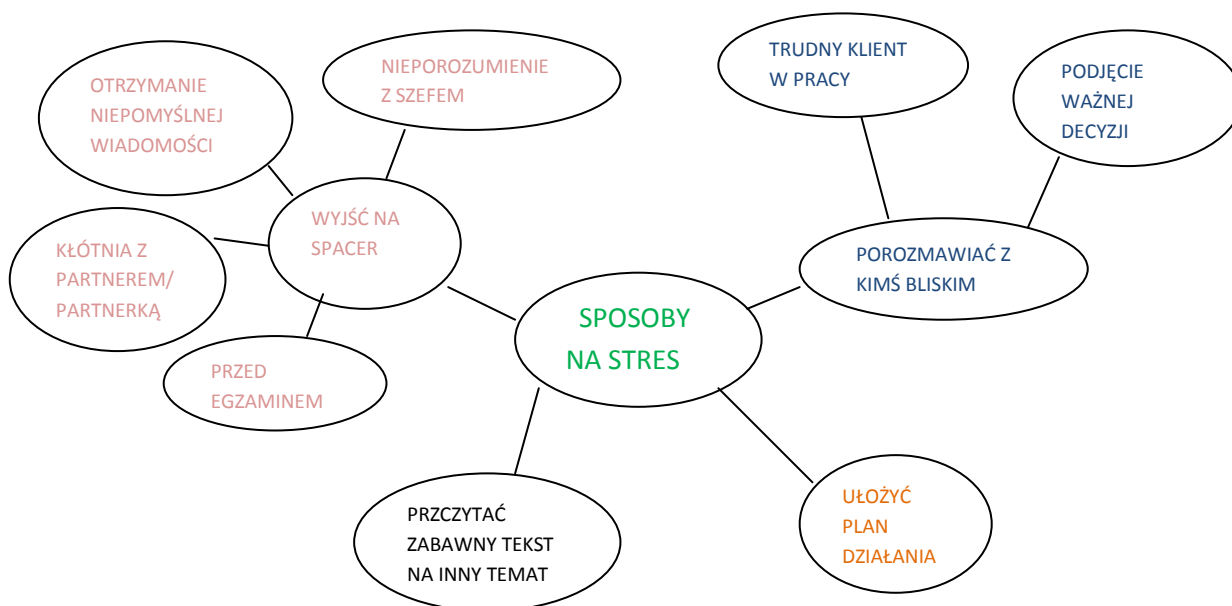 OTRZYMANIE
NIEPOMYŚLNEJ
WIADOMOŚCI
NIEPOROZUMIENIE
Z SZEFEM
TRUDNY KLIENT
W PRACY
PODJĘCIE
WAŻNEJ
DECYZJI
WYJŚĆ NA
SPACER
KŁÓTNIA Z
PARTNEREM/
PARTNERKĄ
POROZMAWIAĆ Z
KIMŚ BLISKIM
SPOSOBY
NA STRES
PRZED
EGZAMINEM
PRZCZYTAĆ
ZABAWNY TEKST
NA INNY TEMAT
UŁOŻYĆ
PLAN
DZIAŁANIA